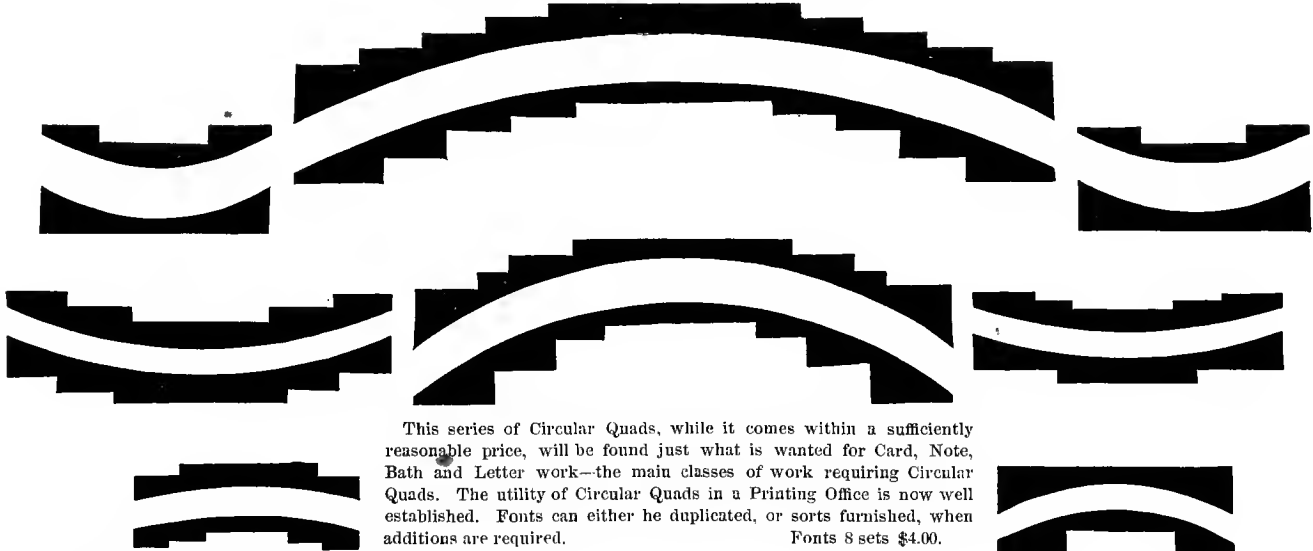 This series of Circular Quads, while it comes within a sufficiently
reasonable price, will be found just what is wanted for Card, Note,
Bath and Letter work—the main classes of work requiring Circular
Quads. The utility of Circular Quads in a Printing Office is now well
established. Fonts can either he duplicated, or sorts furnished, when
additions are required. Fonts 8 sets $4.00.